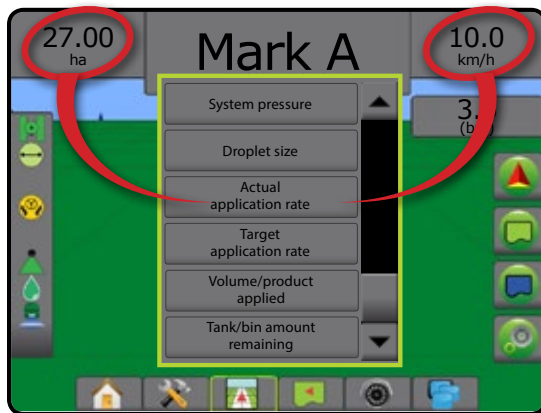 27.00
ha
Mark A
10.0
km/h
3.
(b
System pressure
Droplet size
Actual
application rate
Target
application rate
Volume/product
applied
Tank/bin amount
remaining